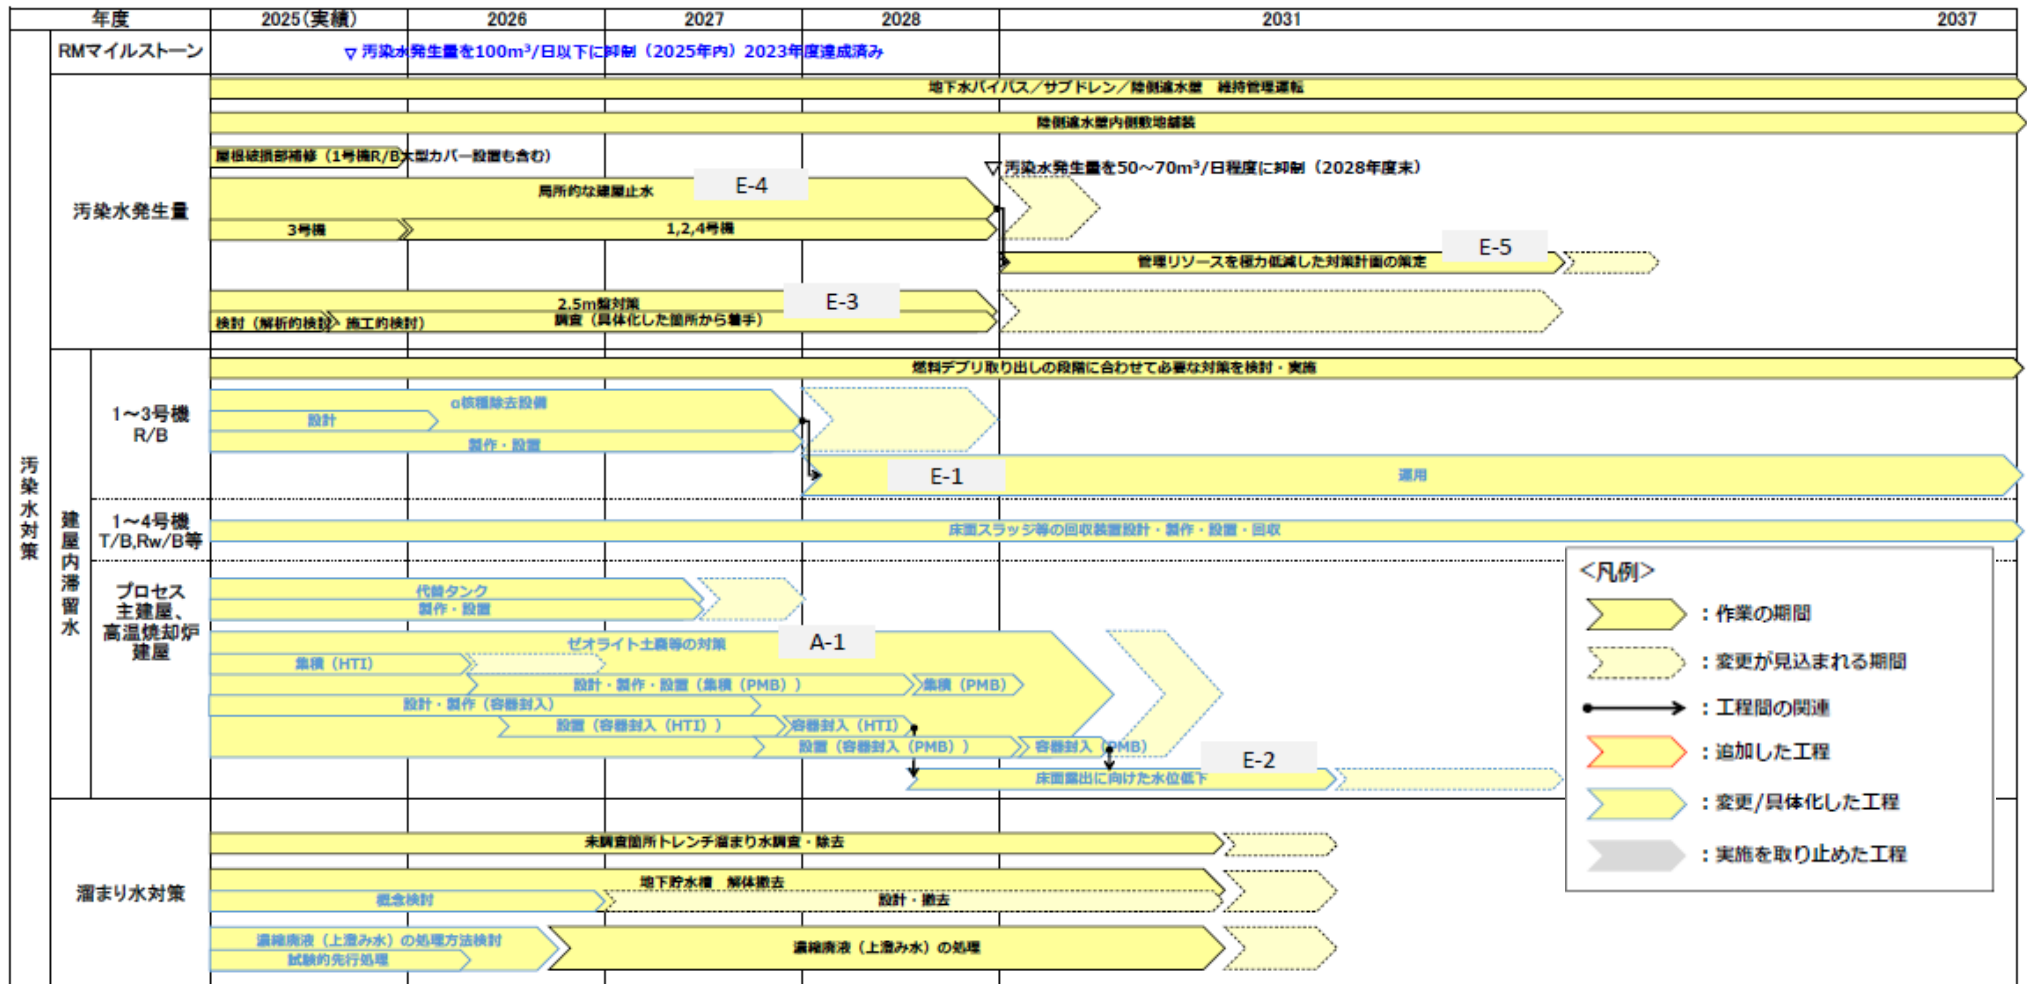 年度 2025(実績) 2026 2027 2028 2031 2037
RMマイルストーン
▽ 汚染水発生量を100m³/日以下に抑制（2025年内）2023年度達成済み
地下水バイパス／サブドレン／陸側遮水壁 維持管理運転
陸側遮水壁内側敷地舗装
屋根破損部補修（1号機R/B大型カバー設置も含む）
▽汚染水発生量を50～70m³/日程度に抑制（2028年度末）
汚染水発生量
局所的な建屋止水
E-4
3号機
1,2,4号機
E-5
管理リソースを極力低減した対策計画の策定
2.5m盤対策
E-3
検討（解析的検討
施工的検討）
調査（具体化した箇所から着手）
汚染水対策
建屋内滞留水
燃料デブリ取り出しの段階に合わせて必要な対策を検討・実施
1～3号機
R/B
α核種除去設備
設計
製作・設置
E-1
運用
1～4号機
T/B,Rw/B等
床面スラッジ等の回収装置設計・製作・設置・回収
プロセス
主建屋、
高温焼却炉
建屋
代替タンク
製作・設置
ゼオライト土嚢等の対策
A-1
集積（HTI）
設計・製作・設置（集積（PMB））
集積（PMB）
設計・製作（容器封入）
設置（容器封入（HTI））
容器封入（HTI）
設置（容器封入（PMB））
容器封入（PMB）
E-2
床面露出に向けた水位低下
溜まり水対策
未調査箇所トレンチ溜まり水調査・除去
地下貯水槽 解体撤去
概念検討
設計・撤去
濃縮廃液（上澄み水）の処理方法検討
試験的先行処理
濃縮廃液（上澄み水）の処理
＜凡例＞
：作業の期間
：変更が見込まれる期間
：工程間の関連
：追加した工程
：変更/具体化した工程
：実施を取り止めた工程